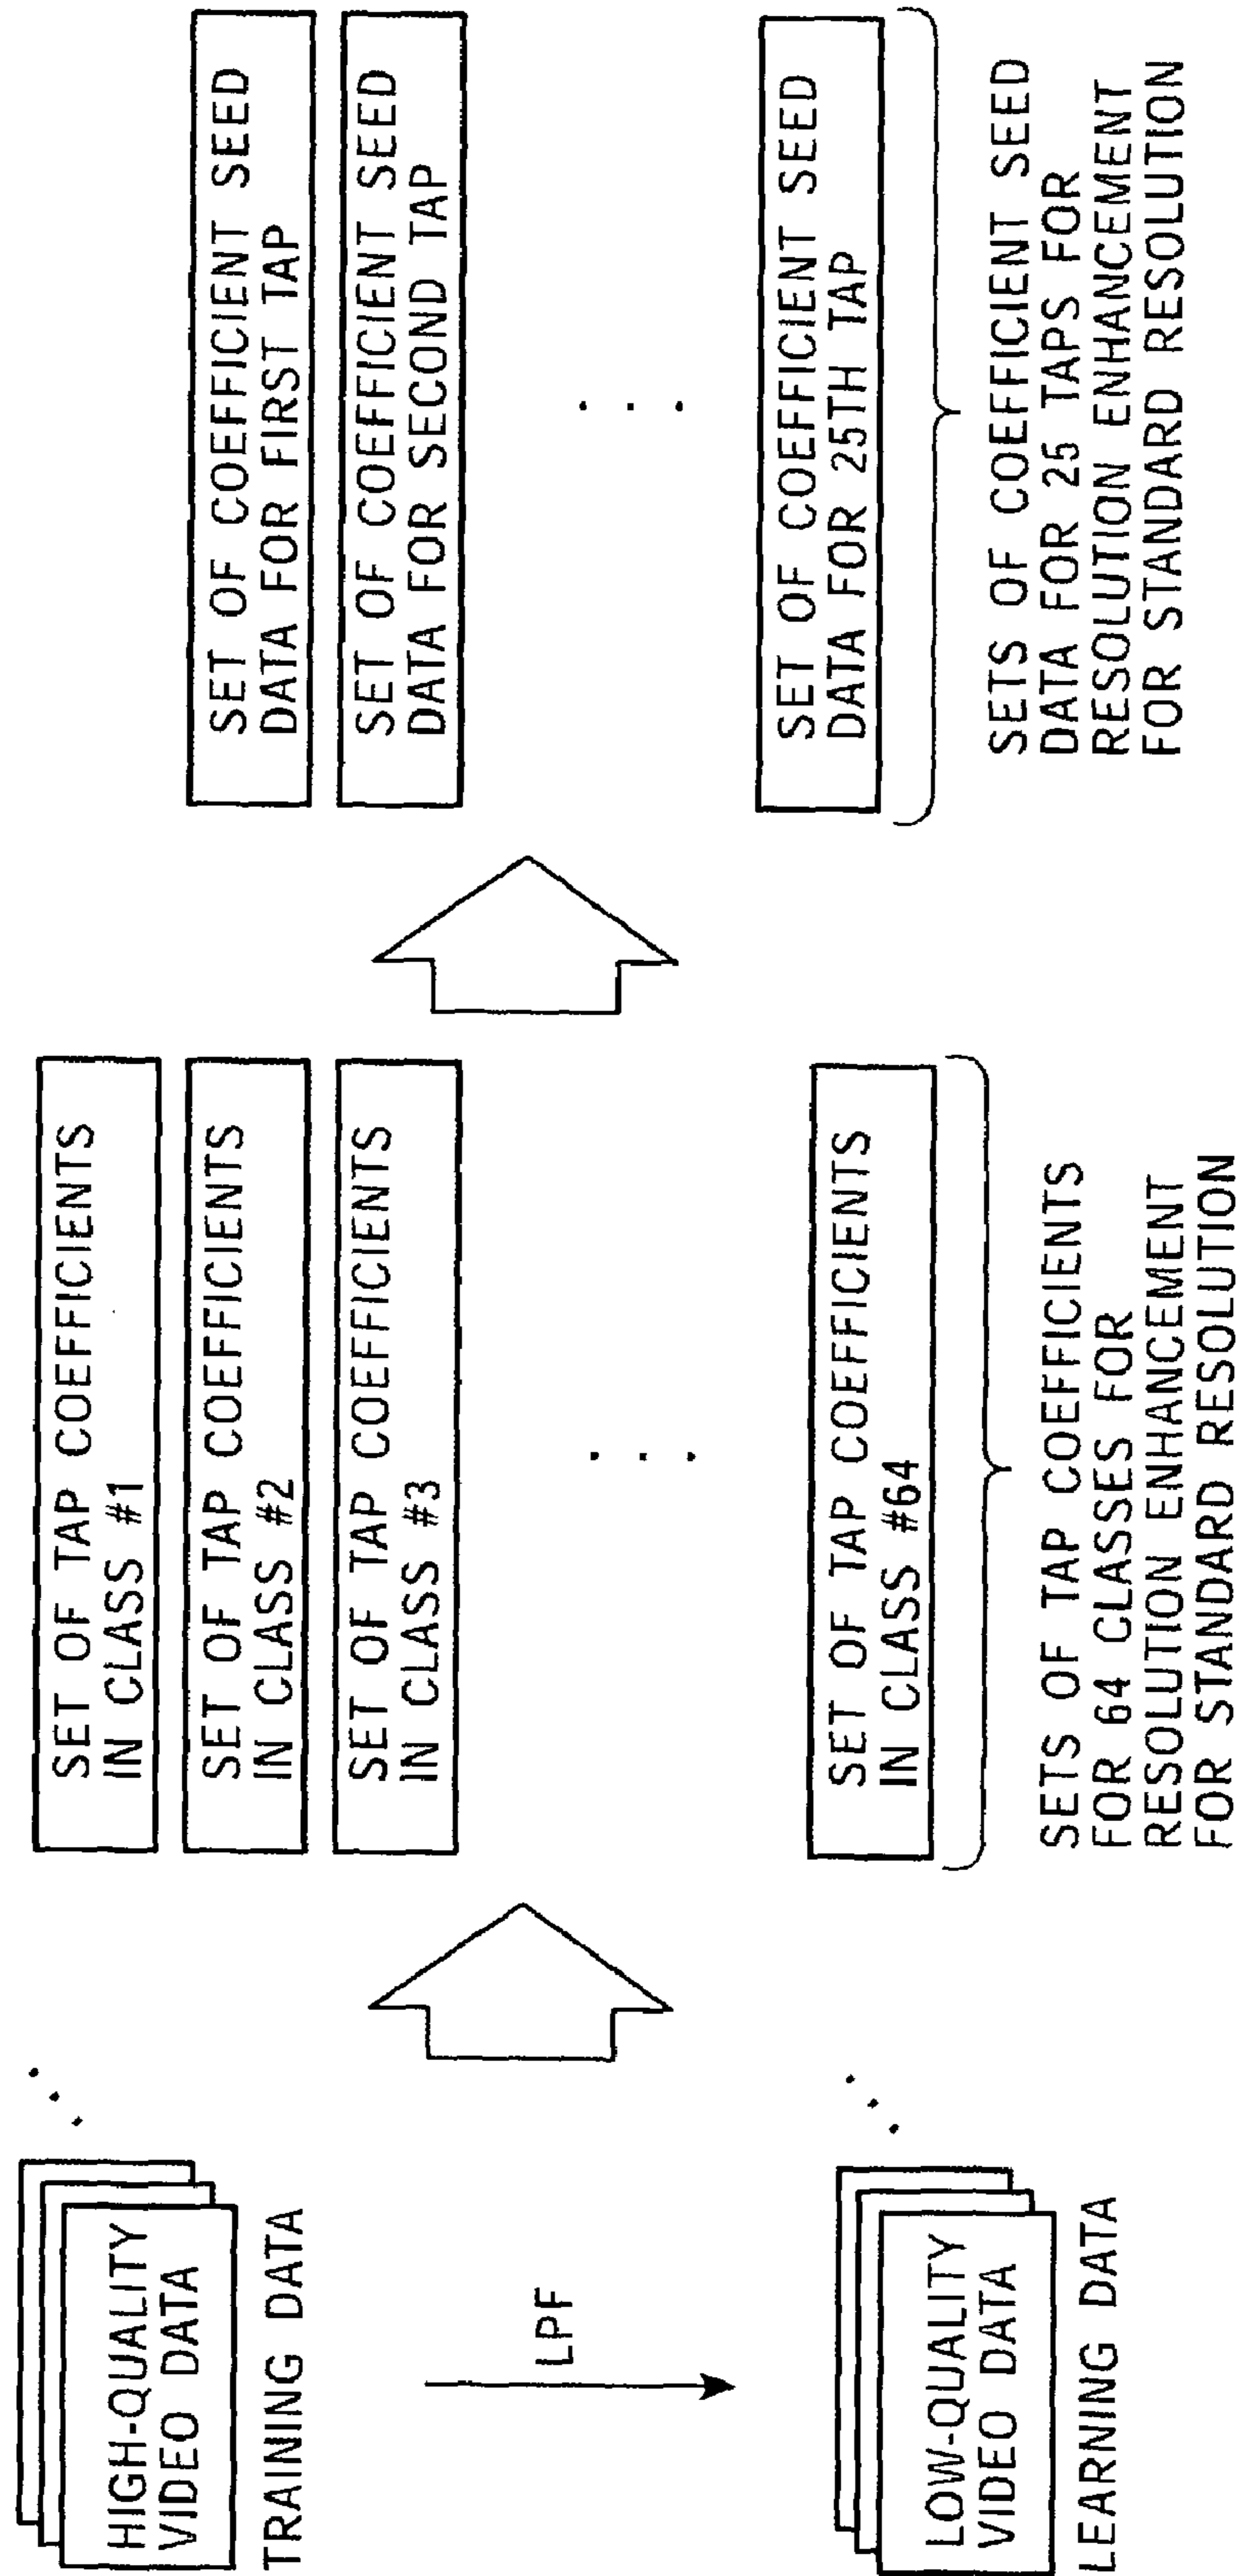 HIGH-QUALITY
VIDEO DATA
TRAINING DATA
LPF
LOW-QUALITY
VIDEO DATA
LEARNING DATA
SET OF TAP COEFFICIENTS
IN CLASS #1
SET OF TAP COEFFICIENTS
IN CLASS #2
SET OF TAP COEFFICIENTS
IN CLASS #3
. . .
SET OF TAP COEFFICIENTS
IN CLASS #64
SETS OF TAP COEFFICIENTS
FOR 64 CLASSES FOR
RESOLUTION ENHANCEMENT
FOR STANDARD RESOLUTION
SET OF COEFFICIENT SEED
DATA FOR FIRST TAP
SET OF COEFFICIENT SEED
DATA FOR SECOND TAP
. . .
SET OF COEFFICIENT SEED
DATA FOR 25TH TAP
SETS OF COEFFICIENT SEED
DATA FOR 25 TAPS FOR
RESOLUTION ENHANCEMENT
FOR STANDARD RESOLUTION